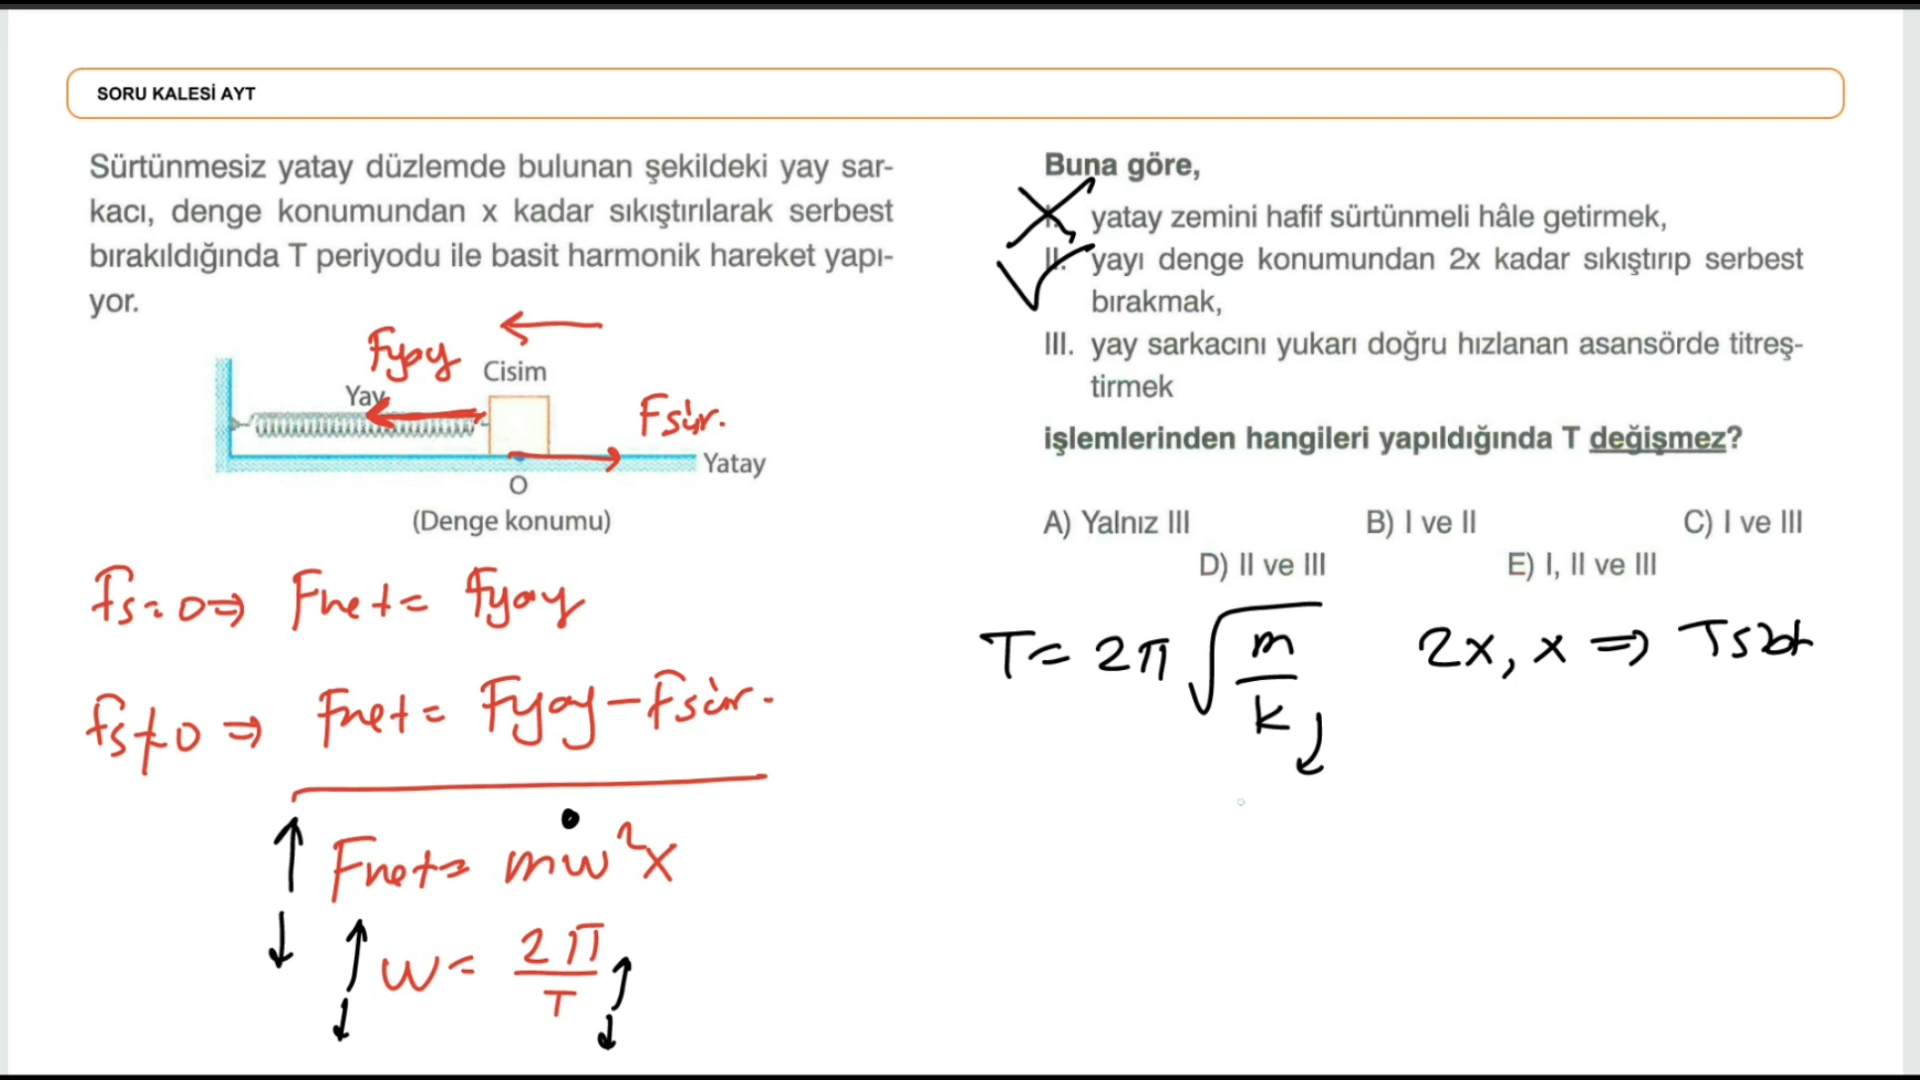 SORU KALESİ AYT
Sürtünmesiz yatay düzlemde bulunan şekildeki yay sar-
kacı, denge konumundan x kadar sıkıştırılarak serbest
bırakıldığında T periyodu ile basit harmonik hareket yapı-
yor.
Fyay
Cisim
Yay
Fsür.
Yatay
O
(Denge konumu)
fs=0⇒ Fnet= Fyay
fs≠0⇒ Fnet= Fyay-Fsür.
Fnet= mw²x
w= 2π/T
Buna göre,
yatay zemini hafif sürtünmeli hâle getirmek,
II. yayı denge konumundan 2x kadar sıkıştırıp serbest
bırakmak,
III. yay sarkacını yukarı doğru hızlanan asansörde titreş-
tirmek
işlemlerinden hangileri yapıldığında T değişmez?
A) Yalnız III B) I ve II C) I ve III
D) II ve III E) I, II ve III
T= 2π√m/k 2x, x ⇒ Tsbt